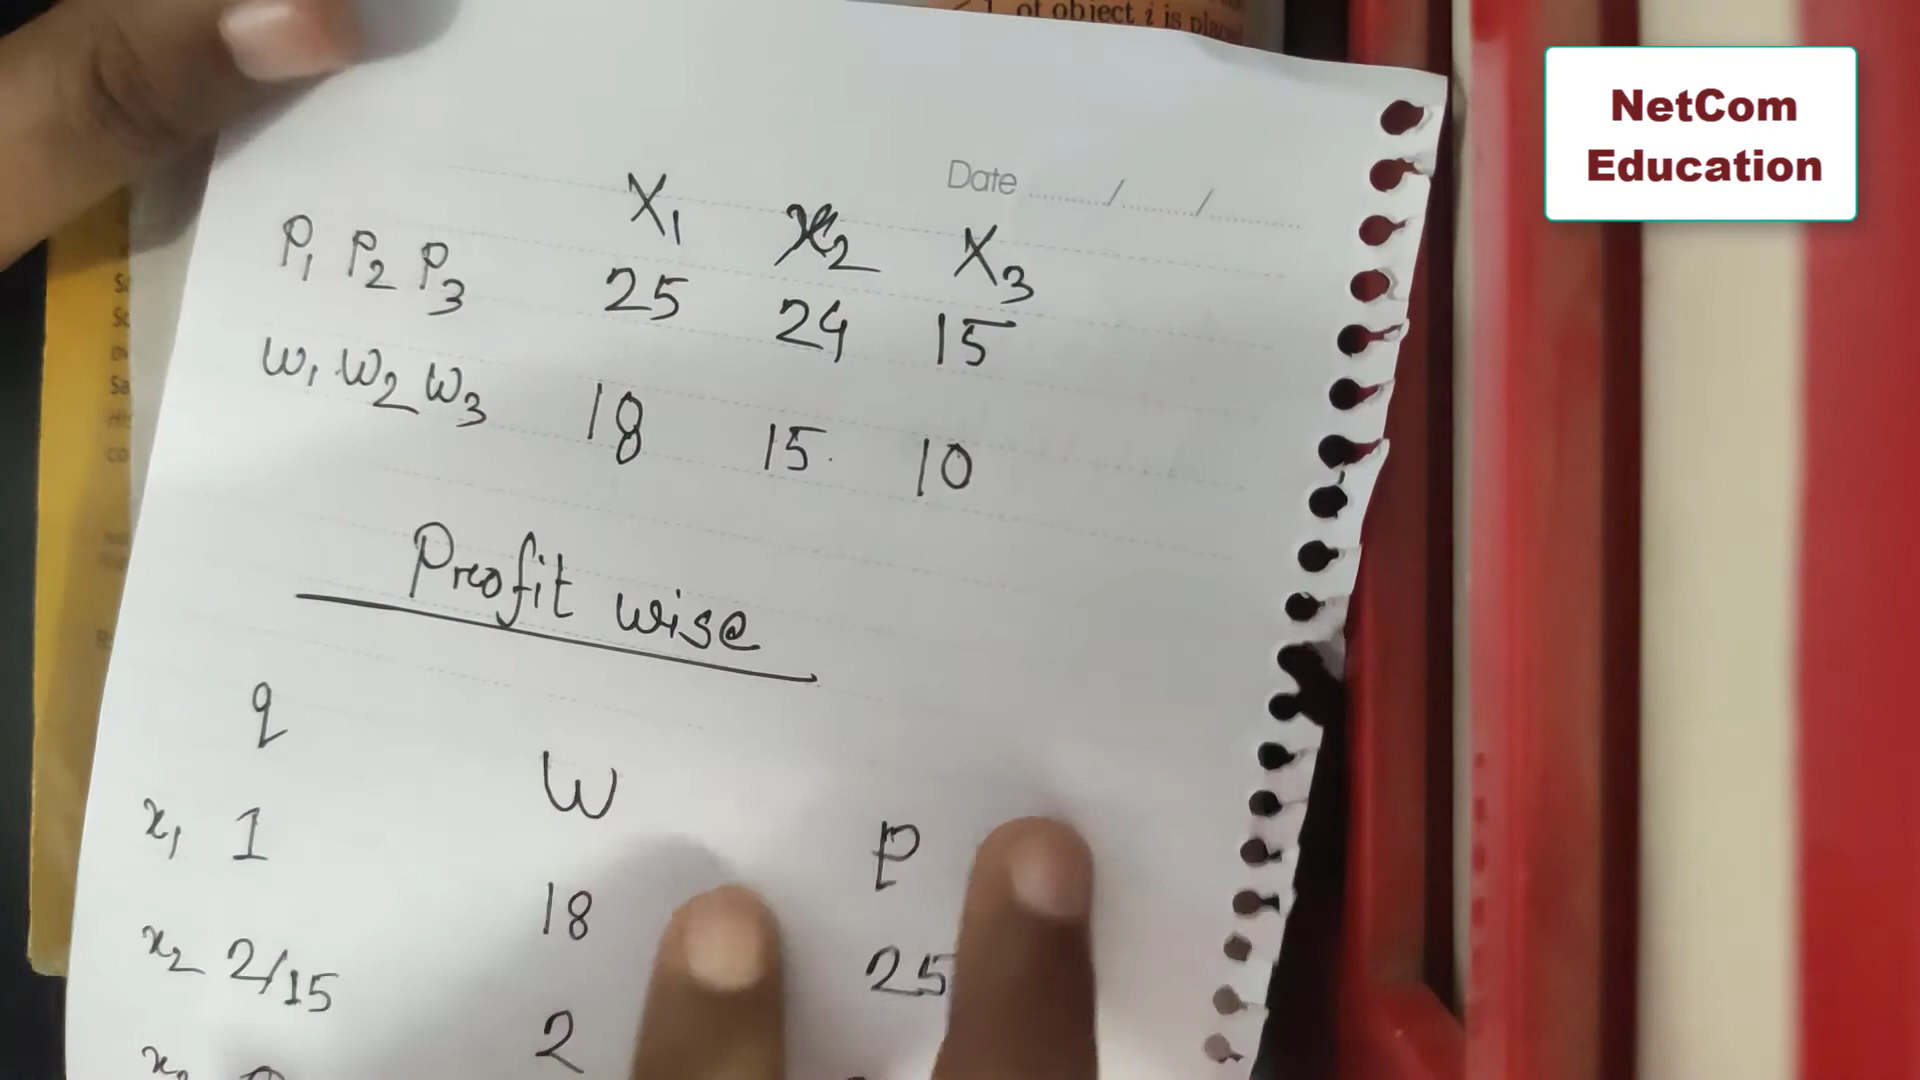 of object i is placed
NetCom
Education
Date ......../......../........
X1 x2 X3
P1 P2 P3 25 24 15
W1 W2 W3 18 15 10
Profit wise
q W P
x1 1 18 25
x2 2/15 2